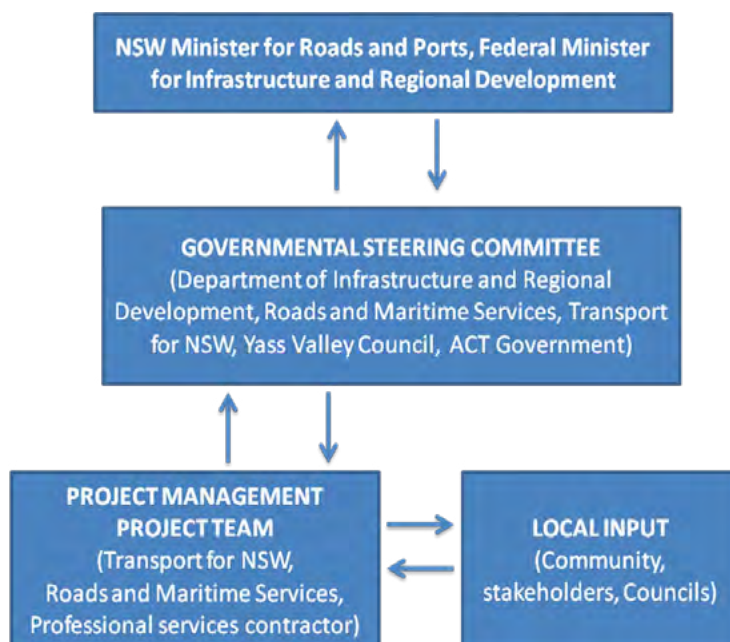 NSW Minister for Roads and Ports, Federal Minister
for Infrastructure and Regional Development
GOVERNMENTAL STEERING COMMITTEE
(Department of Infrastructure and Regional
Development, Roads and Maritime Services, Transport
for NSW, Yass Valley Council, ACT Government)
PROJECT MANAGEMENT
PROJECT TEAM
(Transport for NSW,
Roads and Maritime Services,
Professional services contractor)
LOCAL INPUT
(Community,
stakeholders, Councils)